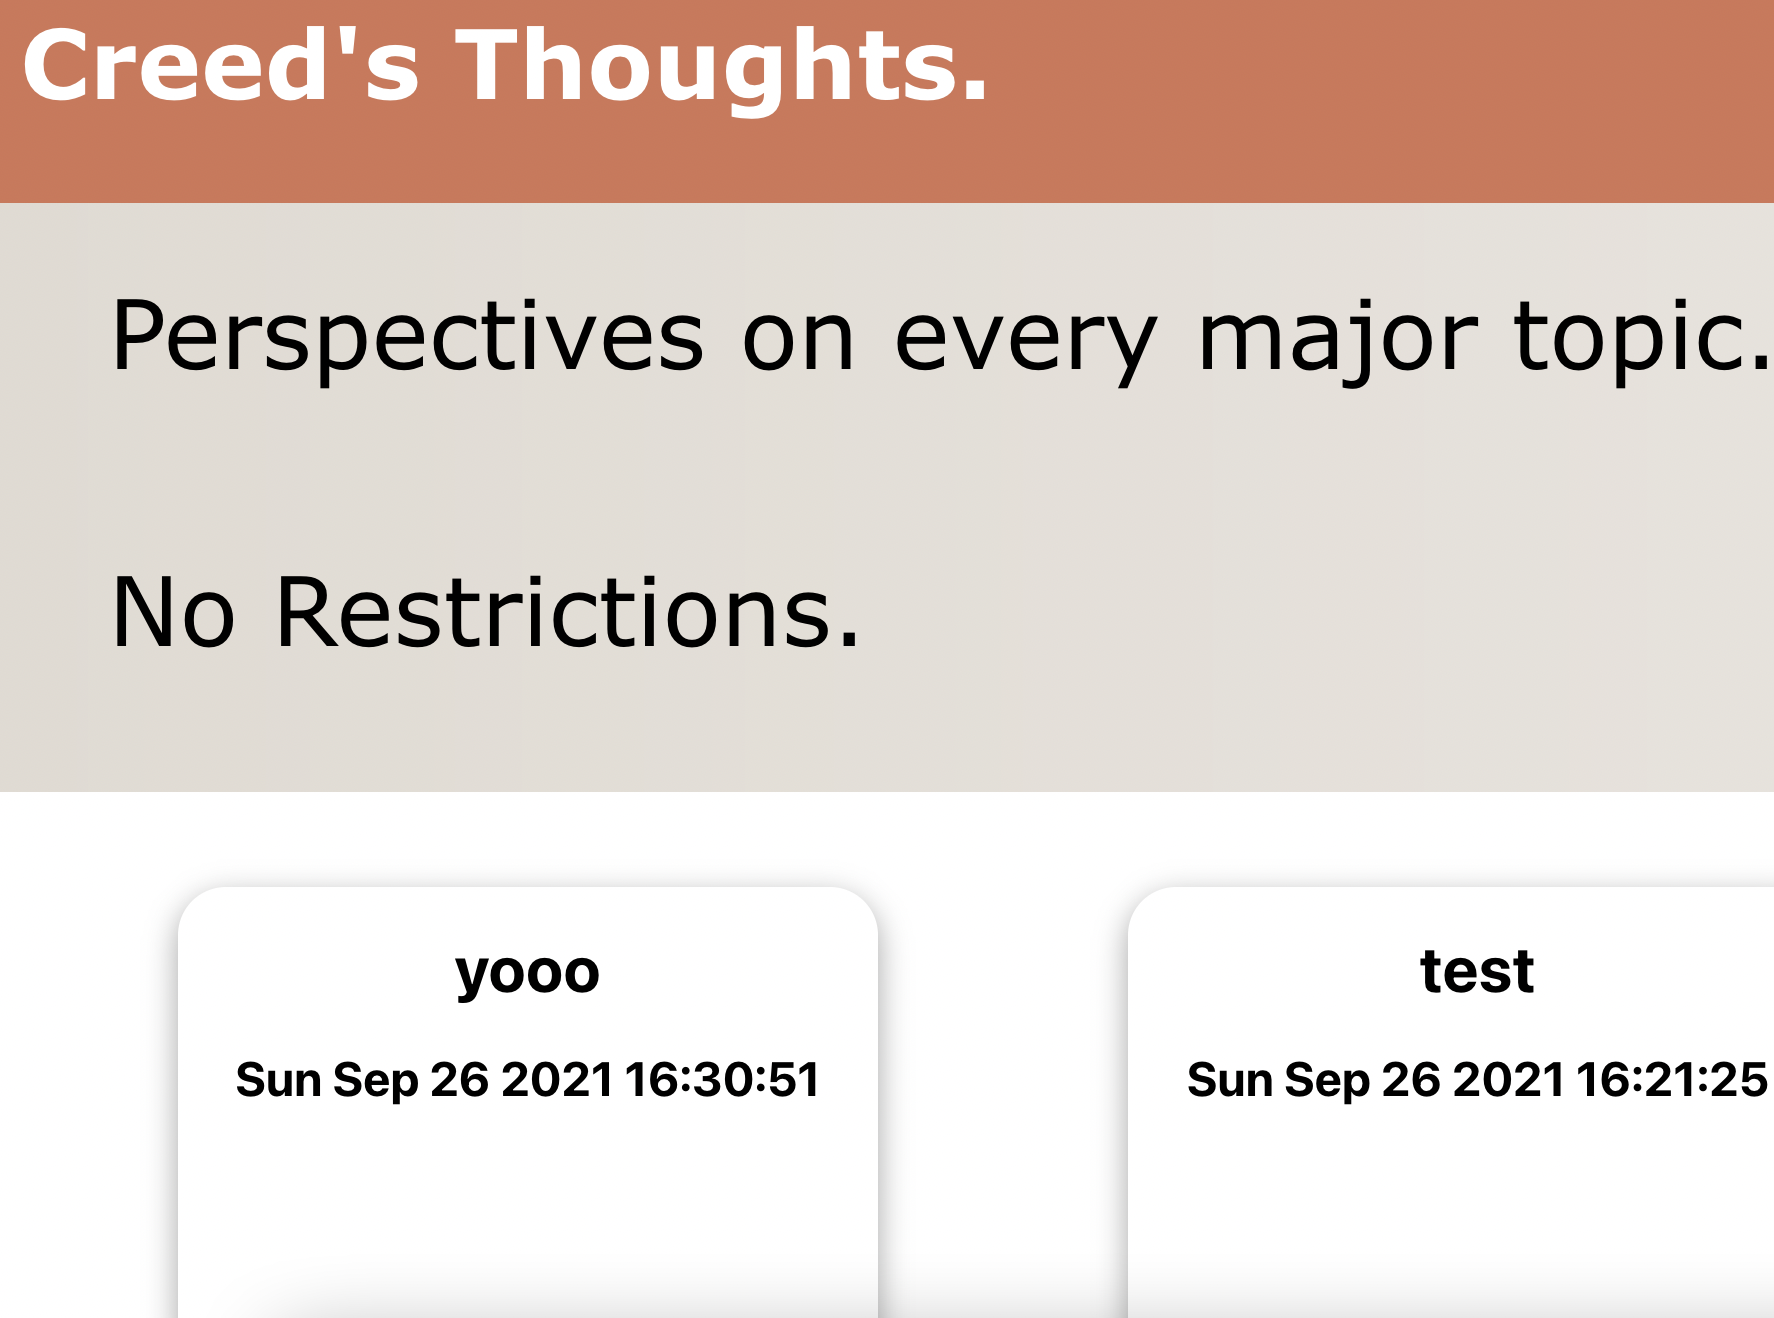 Creed's Thoughts.
Perspectives on every major topic.
No Restrictions.
yooo
test
Sun Sep 26 2021 16:30:51
Sun Sep 26 2021 16:21:25